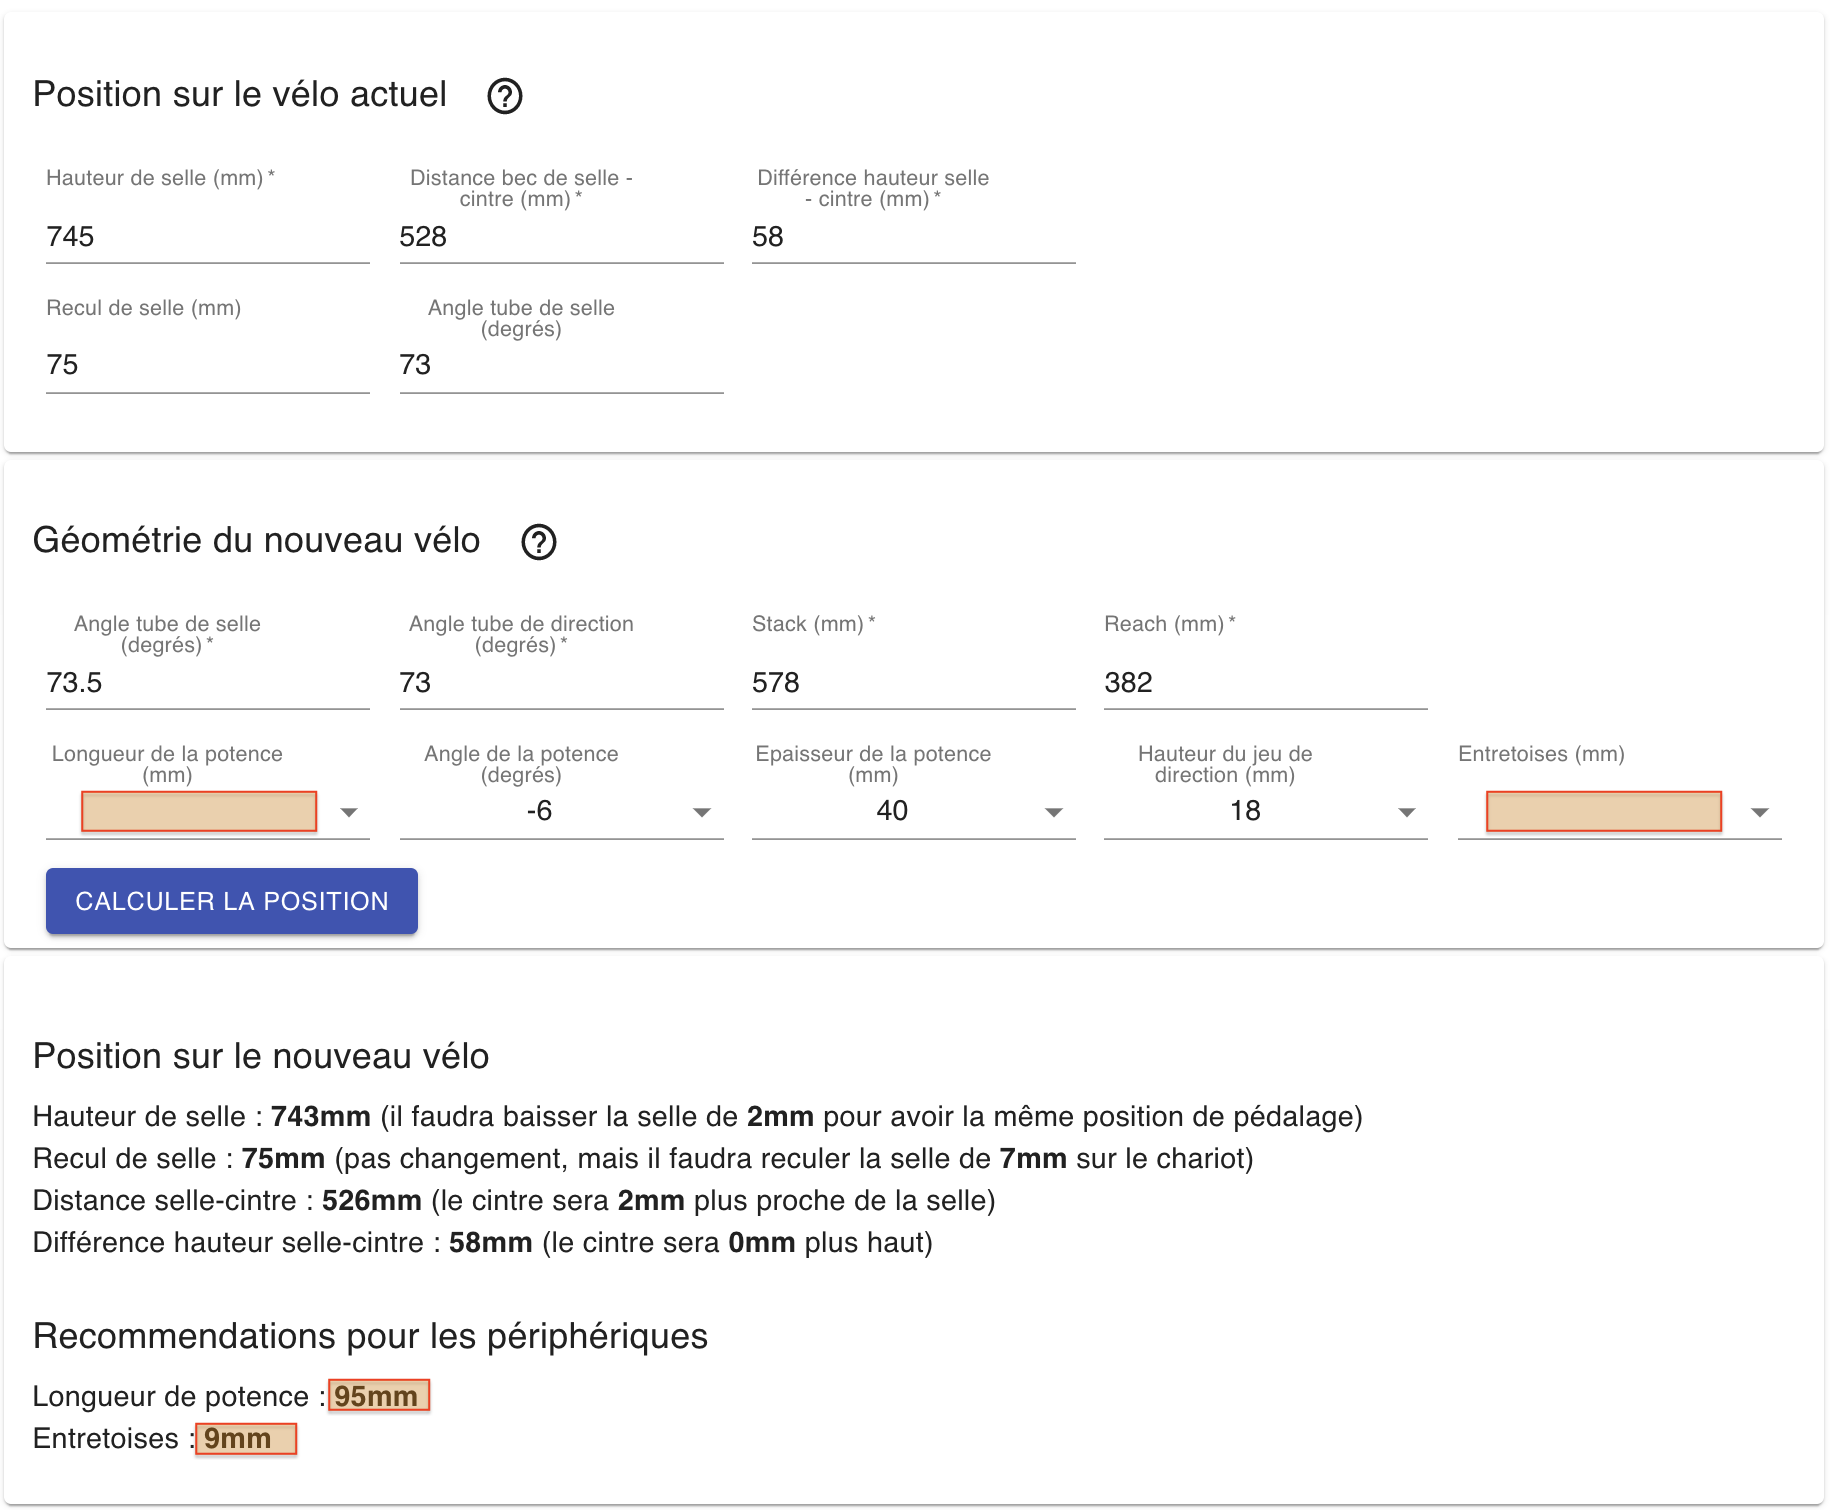 Position sur le vélo actuel ?
Hauteur de selle (mm) *
Distance bec de selle -
cintre (mm) *
Différence hauteur selle
- cintre (mm) *
745
528
58
Recul de selle (mm)
Angle tube de selle
(degrés)
75
73
Géométrie du nouveau vélo ?
Angle tube de selle
(degrés) *
Angle tube de direction
(degrés) *
Stack (mm) *
Reach (mm) *
73.5
73
578
382
Longueur de la potence
(mm)
Angle de la potence
(degrés)
Epaisseur de la potence
(mm)
Hauteur du jeu de
direction (mm)
Entretoises (mm)
-6
40
18
CALCULER LA POSITION
Position sur le nouveau vélo
Hauteur de selle : 743mm (il faudra baisser la selle de 2mm pour avoir la même position de pédalage)
Recul de selle : 75mm (pas changement, mais il faudra reculer la selle de 7mm sur le chariot)
Distance selle-cintre : 526mm (le cintre sera 2mm plus proche de la selle)
Différence hauteur selle-cintre : 58mm (le cintre sera 0mm plus haut)
Recommendations pour les périphériques
Longueur de potence : 95mm
Entretoises : 9mm